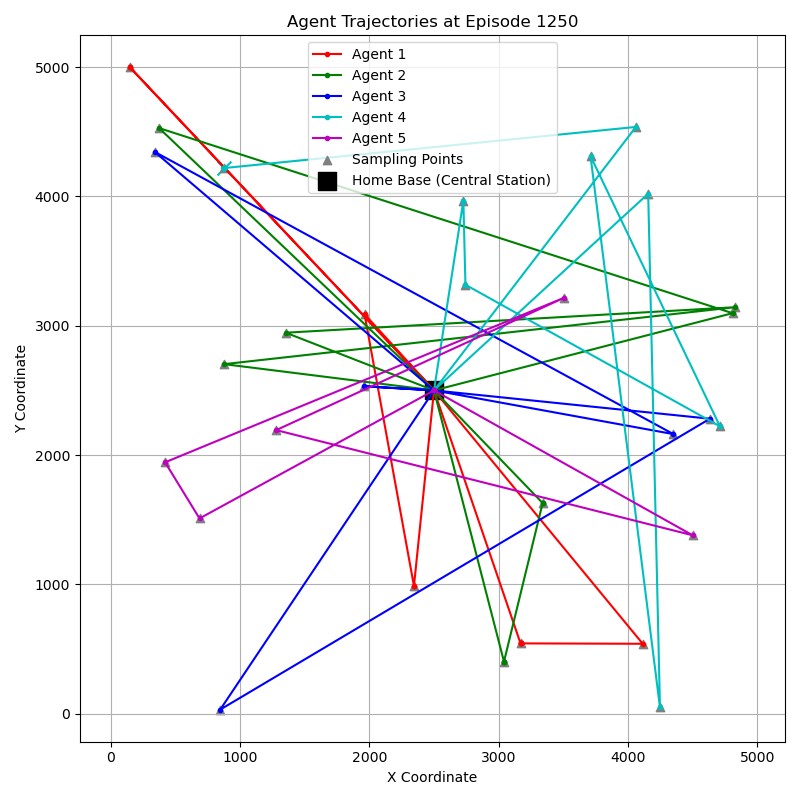 Agent Trajectories at Episode 1250
Agent 1
Agent 2
Agent 3
Agent 4
Agent 5
Sampling Points
Home Base (Central Station)
5000
4000
3000
2000
1000
0
Y Coordinate
0 1000 2000 3000 4000 5000
X Coordinate